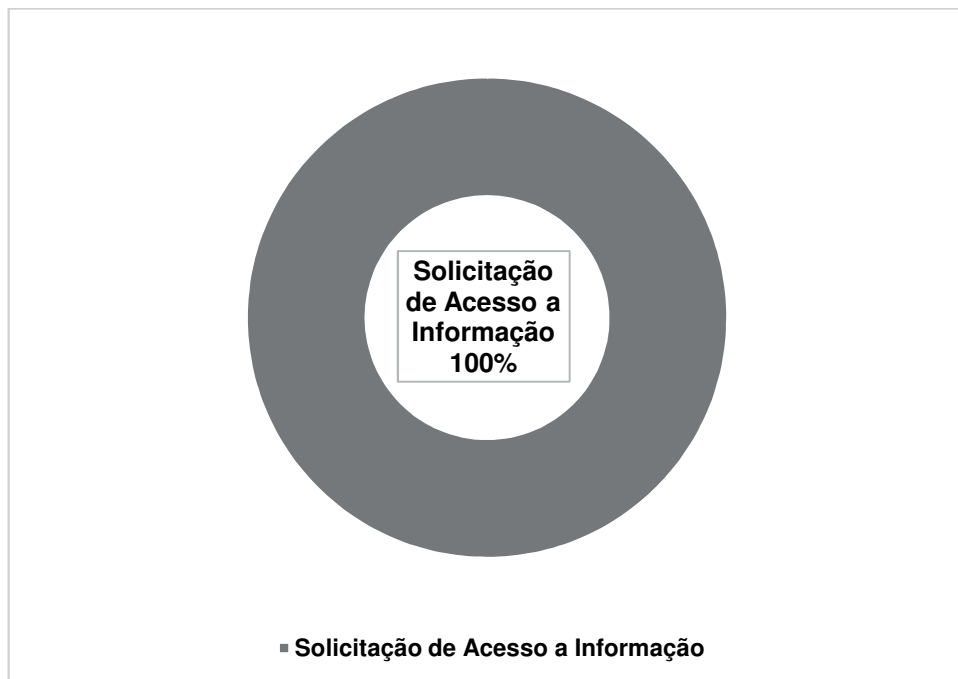 Solicitação
de Acesso a
Informação
100%
Solicitação de Acesso a Informação